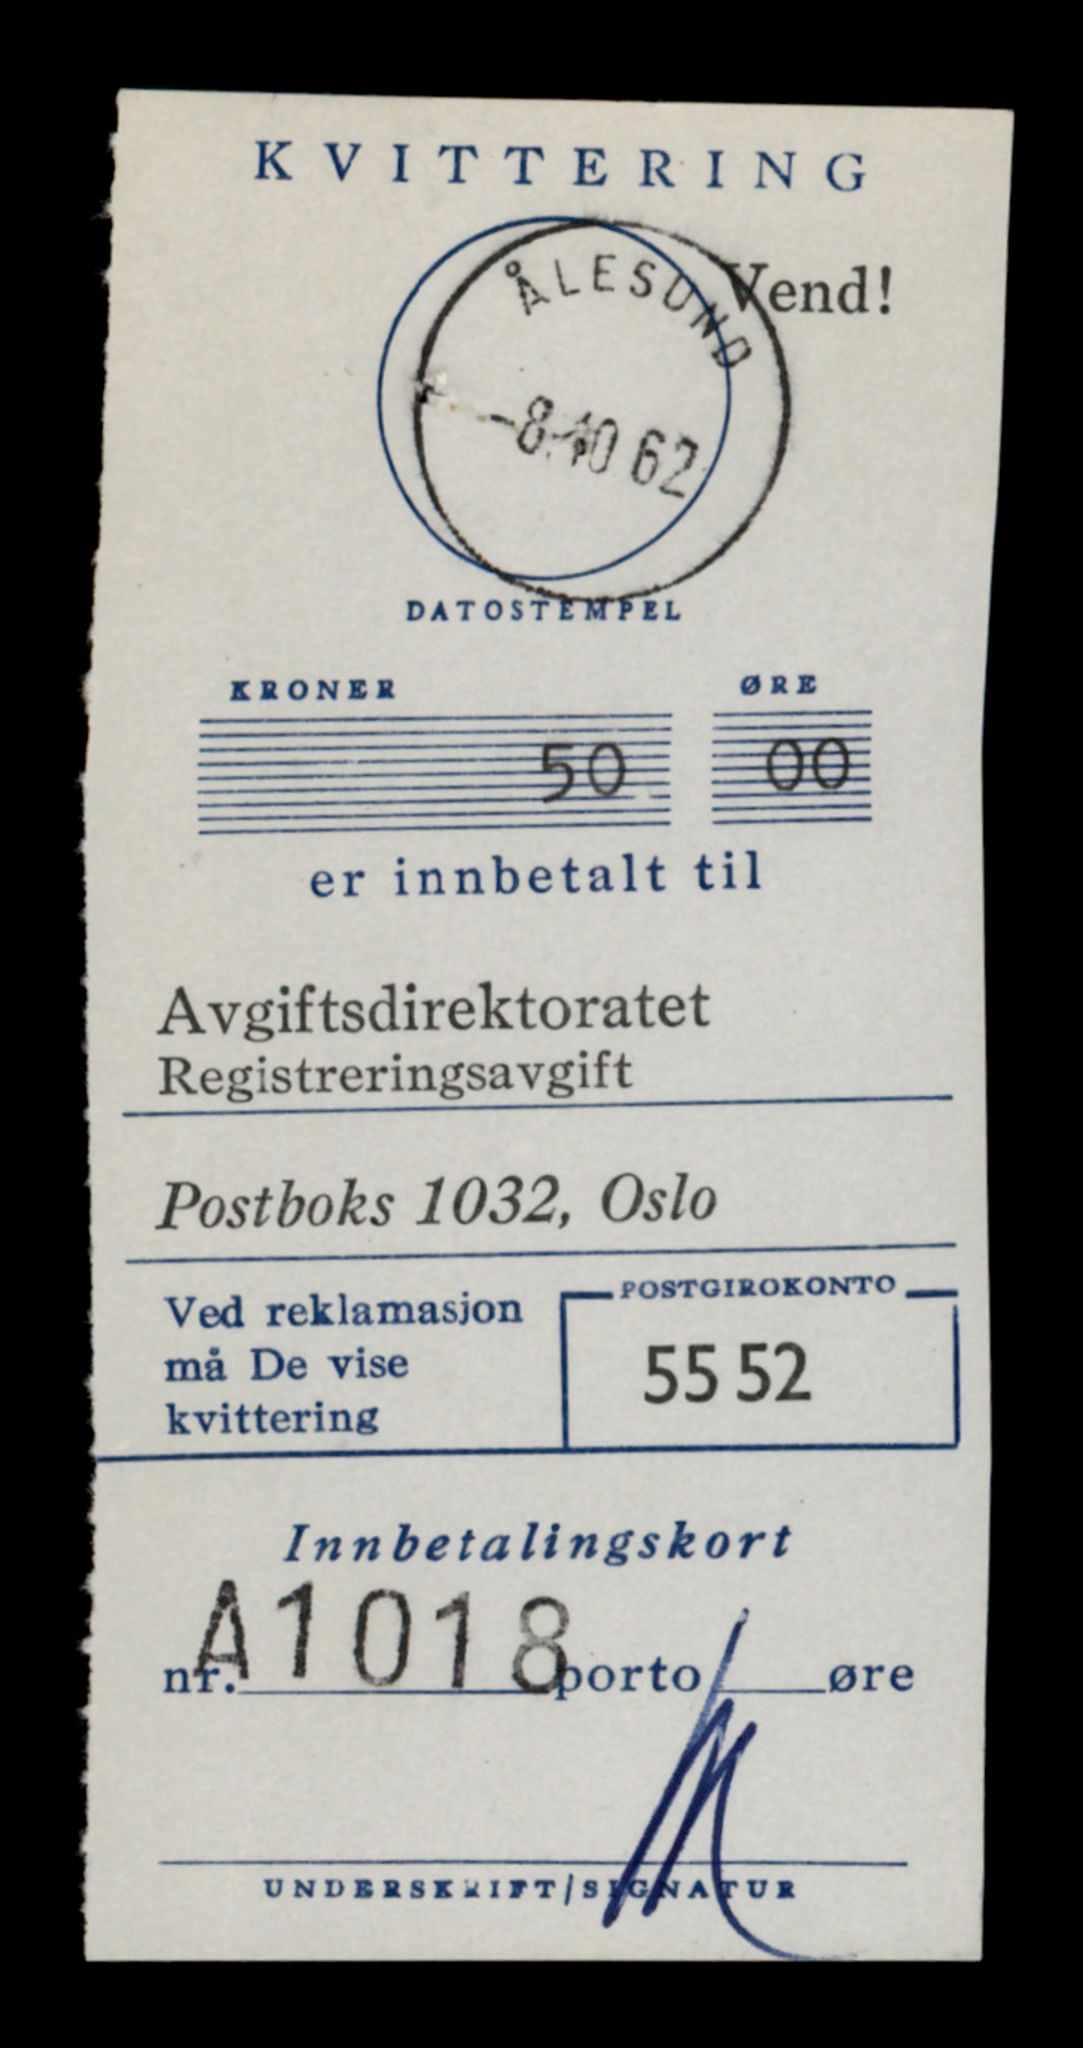 KVITTERING
Vend!
ÅLESUND
-8.10 62
DATOSTEMPEL
KRONER ØRE
50 00
er innbetalt til
Avgiftsdirektoratet
Registreringsavgift
Postboks 1032, Oslo
POSTGIROKONTO
Ved reklamasjon
må De vise
kvittering
55 52
Innbetalingskort
A1018
nr. porto øre
UNDERSKRIFT/SIGNATUR